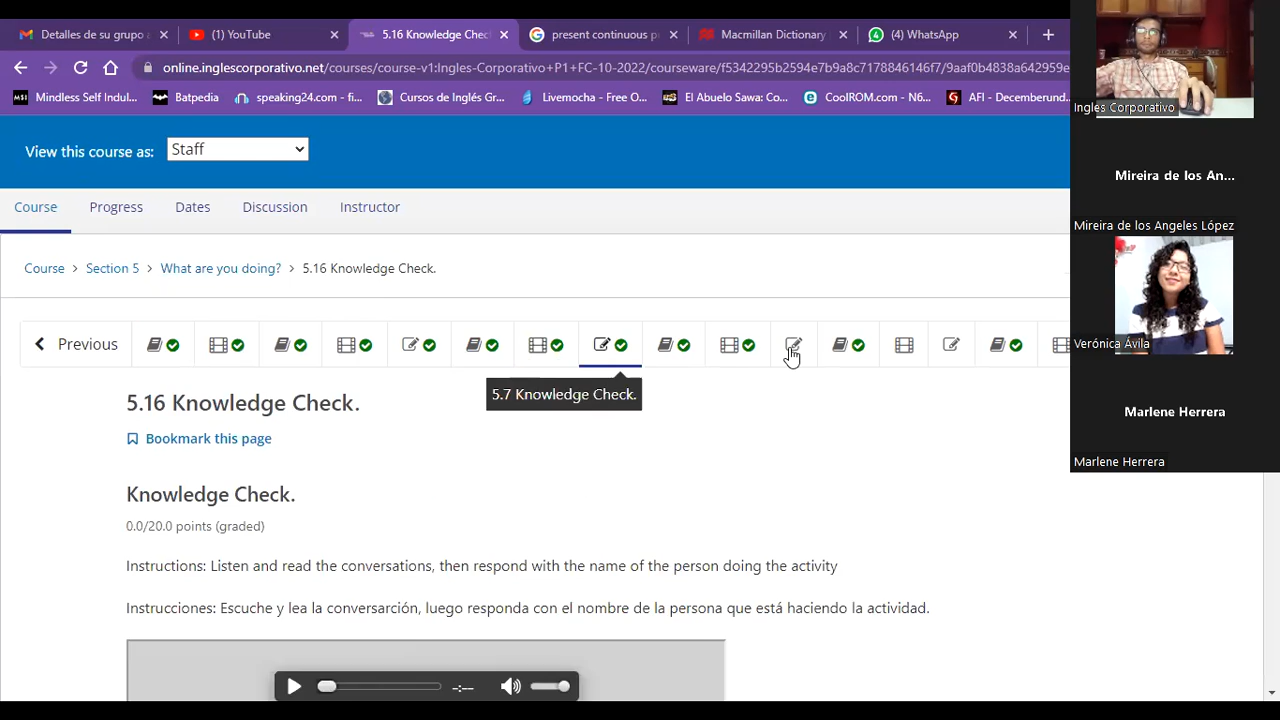 Detalles de su grupo
(1) YouTube
5.16 Knowledge Chec
present continuous p
Macmillan Dictionary
(4) WhatsApp
online.inglescorporativo.net/courses/course-v1:Ingles-Corporativo+P1+FC-10-2022/courseware/f5342295b2594e7b9a8c7178846146f7/9aaf0b4838a642959e
Mindless Self Indul...
Batpedia
speaking24.com - fi...
Cursos de Inglés Gr...
Livemocha - Free O...
El Abuelo Sawa: Co...
CoolROM.com - N6...
AFI - Decemberund...
Ingles Corporativo
View this course as:
Staff
Mireira de los An...
Mireira de los Angeles López
Course
Progress
Dates
Discussion
Instructor
Course > Section 5 > What are you doing? > 5.16 Knowledge Check.
Previous
Verónica Ávila
5.7 Knowledge Check.
5.16 Knowledge Check.
Marlene Herrera
Bookmark this page
Marlene Herrera
Knowledge Check.
0.0/20.0 points (graded)
Instructions: Listen and read the conversations, then respond with the name of the person doing the activity
Instrucciones: Escuche y lea la conversarción, luego responda con el nombre de la persona que está haciendo la actividad.
-:--